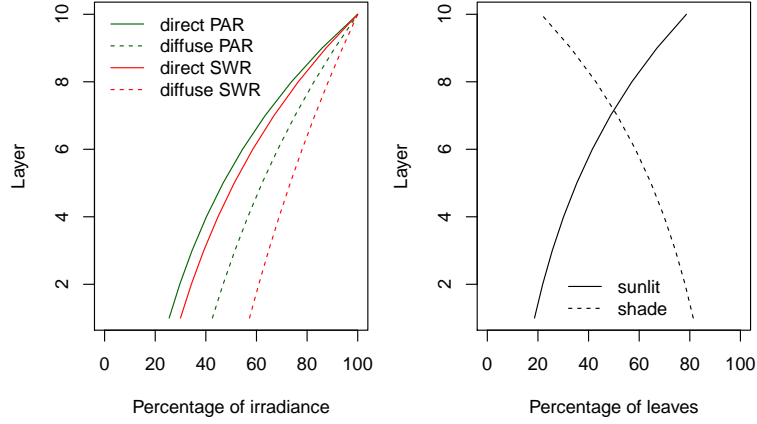 direct PAR
diffuse PAR
direct SWR
diffuse SWR
Layer
10
8
6
4
2
0 20 40 60 80 100
Percentage of irradiance
Layer
10
8
6
4
2
sunlit
shade
0 20 40 60 80 100
Percentage of leaves